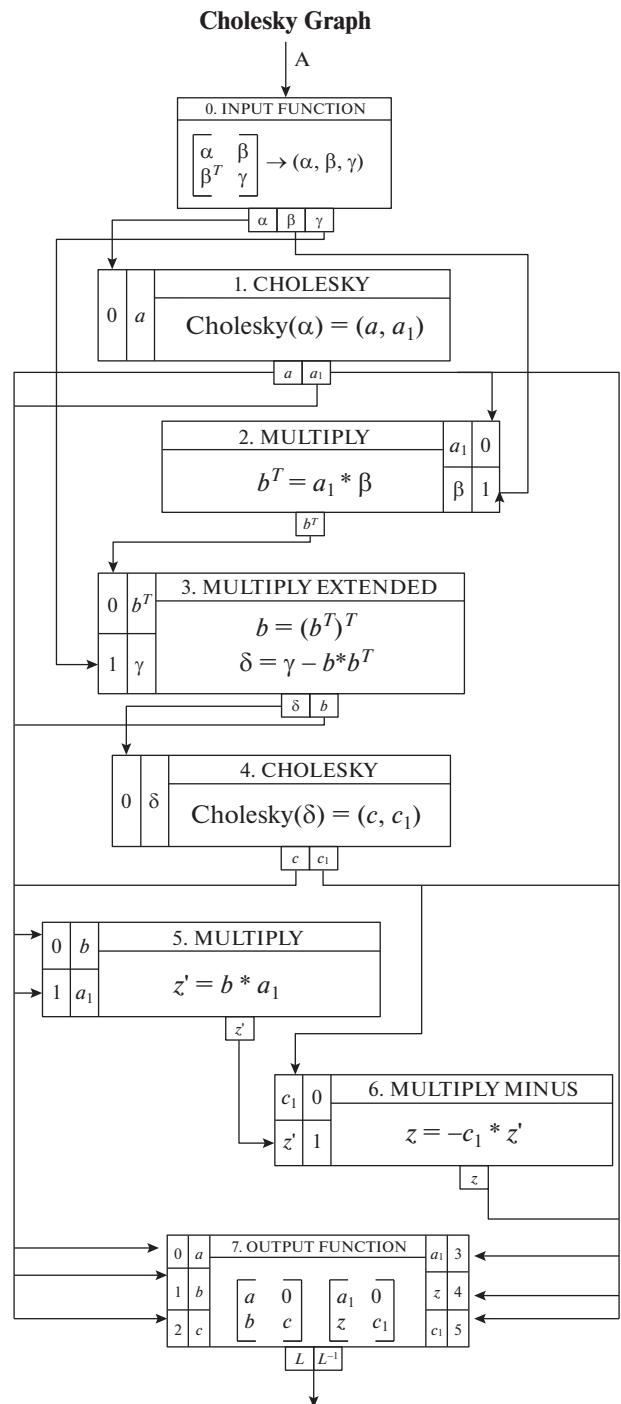 Cholesky Graph
A
0. INPUT FUNCTION
α β
β^T γ
→ (α, β, γ)
α β γ
1. CHOLESKY
0 a
Cholesky(α) = (a, a₁)
a a₁
2. MULTIPLY
b^T = a₁ * β
a₁ 0
β 1
b^T
3. MULTIPLY EXTENDED
0 b^T
b = (b^T)^T
1 γ
δ = γ – b*b^T
δ b
4. CHOLESKY
0 δ
Cholesky(δ) = (c, c₁)
c c₁
5. MULTIPLY
0 b
1 a₁
z' = b * a₁
z'
6. MULTIPLY MINUS
c₁ 0
z' 1
z = –c₁ * z'
z
7. OUTPUT FUNCTION
0 a
1 b
2 c
a 0
b c
a₁ 0
z c₁
a₁ 3
z 4
c₁ 5
L L⁻¹